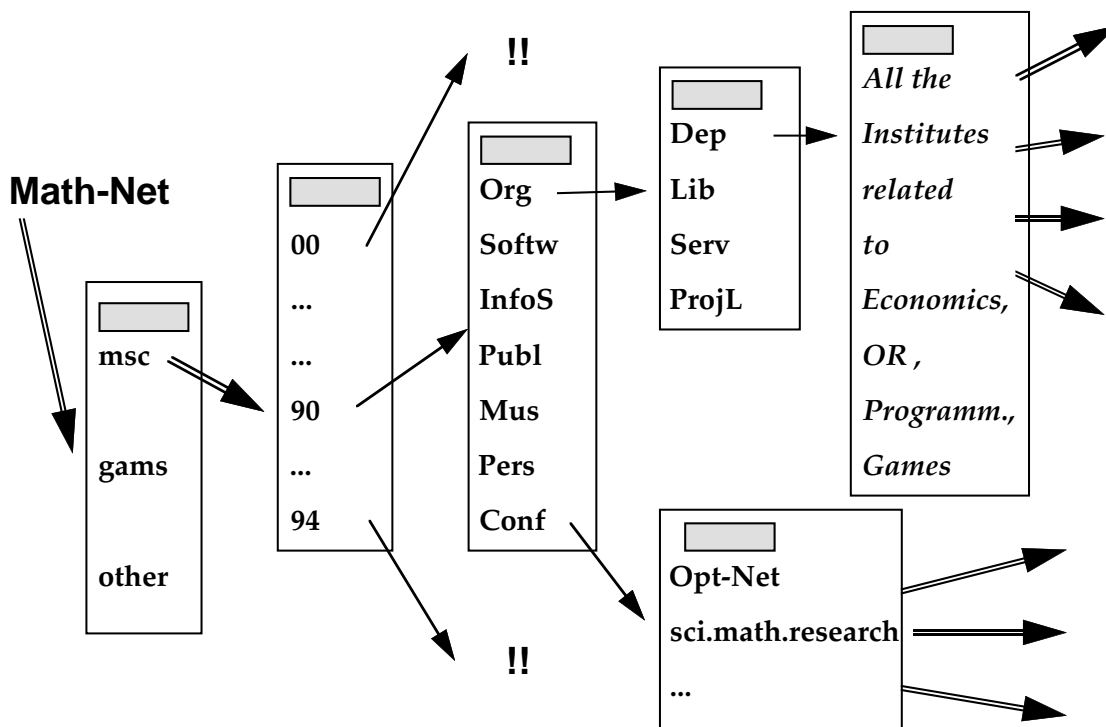 Math-Net
msc
gams
other
00
...
...
90
...
94
!!
!!
Org
Softw
InfoS
Publ
Mus
Pers
Conf
Dep
Lib
Serv
ProjL
All the
Institutes
related
to
Economics,
OR ,
Programm.,
Games
Opt-Net
sci.math.research
...